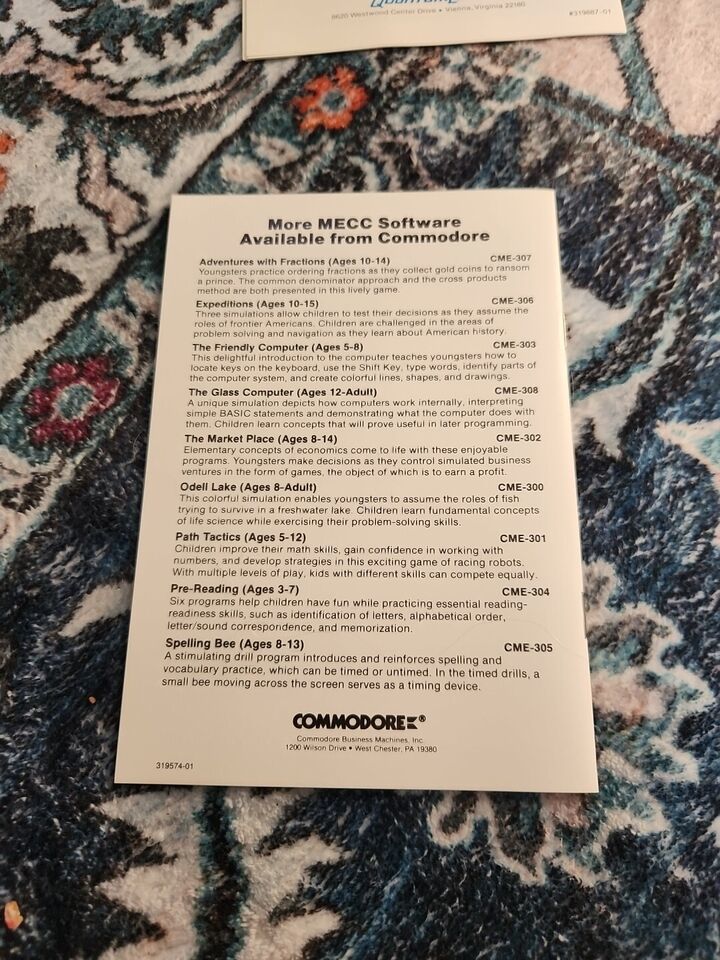 8620 Westwood Center Drive • Vienna, Virginia 22180
#319887-01
More MECC Software
Available from Commodore
Adventures with Fractions (Ages 10-14) CME-307
Youngsters practice ordering fractions as they collect gold coins to ransom
a prince. The common denominator approach and the cross products
method are both presented in this lively game.
Expeditions (Ages 10-15) CME-306
Three simulations allow children to test their decisions as they assume the
roles of frontier Americans. Children are challenged in the areas of
problem solving and navigation as they learn about American history.
The Friendly Computer (Ages 5-8) CME-303
This delightful introduction to the computer teaches youngsters how to
locate keys on the keyboard, use the Shift Key, type words, identify parts of
the computer system, and create colorful lines, shapes, and drawings.
The Glass Computer (Ages 12-Adult) CME-308
A unique simulation depicts how computers work internally, interpreting
simple BASIC statements and demonstrating what the computer does with
them. Children learn concepts that will prove useful in later programming.
The Market Place (Ages 8-14) CME-302
Elementary concepts of economics come to life with these enjoyable
programs. Youngsters make decisions as they control simulated business
ventures in the form of games, the object of which is to earn a profit.
Odell Lake (Ages 8-Adult) CME-300
This colorful simulation enables youngsters to assume the roles of fish
trying to survive in a freshwater lake. Children learn fundamental concepts
of life science while exercising their problem-solving skills.
Path Tactics (Ages 5-12) CME-301
Children improve their math skills, gain confidence in working with
numbers, and develop strategies in this exciting game of racing robots.
With multiple levels of play, kids with different skills can compete equally.
Pre-Reading (Ages 3-7) CME-304
Six programs help children have fun while practicing essential reading-
readiness skills, such as identification of letters, alphabetical order,
letter/sound correspondence, and memorization.
Spelling Bee (Ages 8-13) CME-305
A stimulating drill program introduces and reinforces spelling and
vocabulary practice, which can be timed or untimed. In the timed drills, a
small bee moving across the screen serves as a timing device.
COMMODORE®
Commodore Business Machines, Inc.
1200 Wilson Drive • West Chester, PA 19380
319574-01